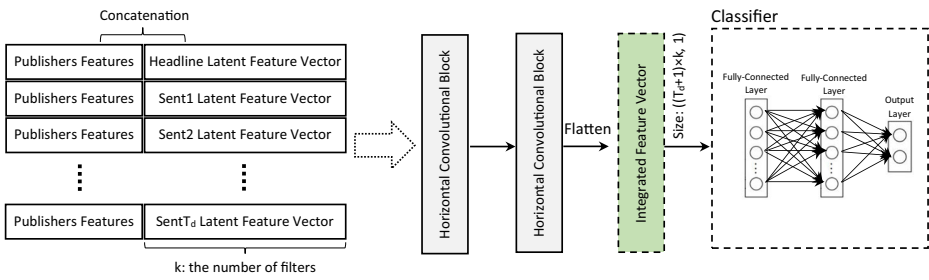 Concatenation
Publishers Features
Headline Latent Feature Vector
Publishers Features
Sent1 Latent Feature Vector
Publishers Features
Sent2 Latent Feature Vector
Publishers Features
SentTd Latent Feature Vector
k: the number of filters
Horizontal Convolutional Block
Horizontal Convolutional Block
Flatten
Integrated Feature Vector
Size: ((Td+1)×k, 1)
Classifier
Fully-Connected
Layer
Fully-Connected
Layer
Output
Layer